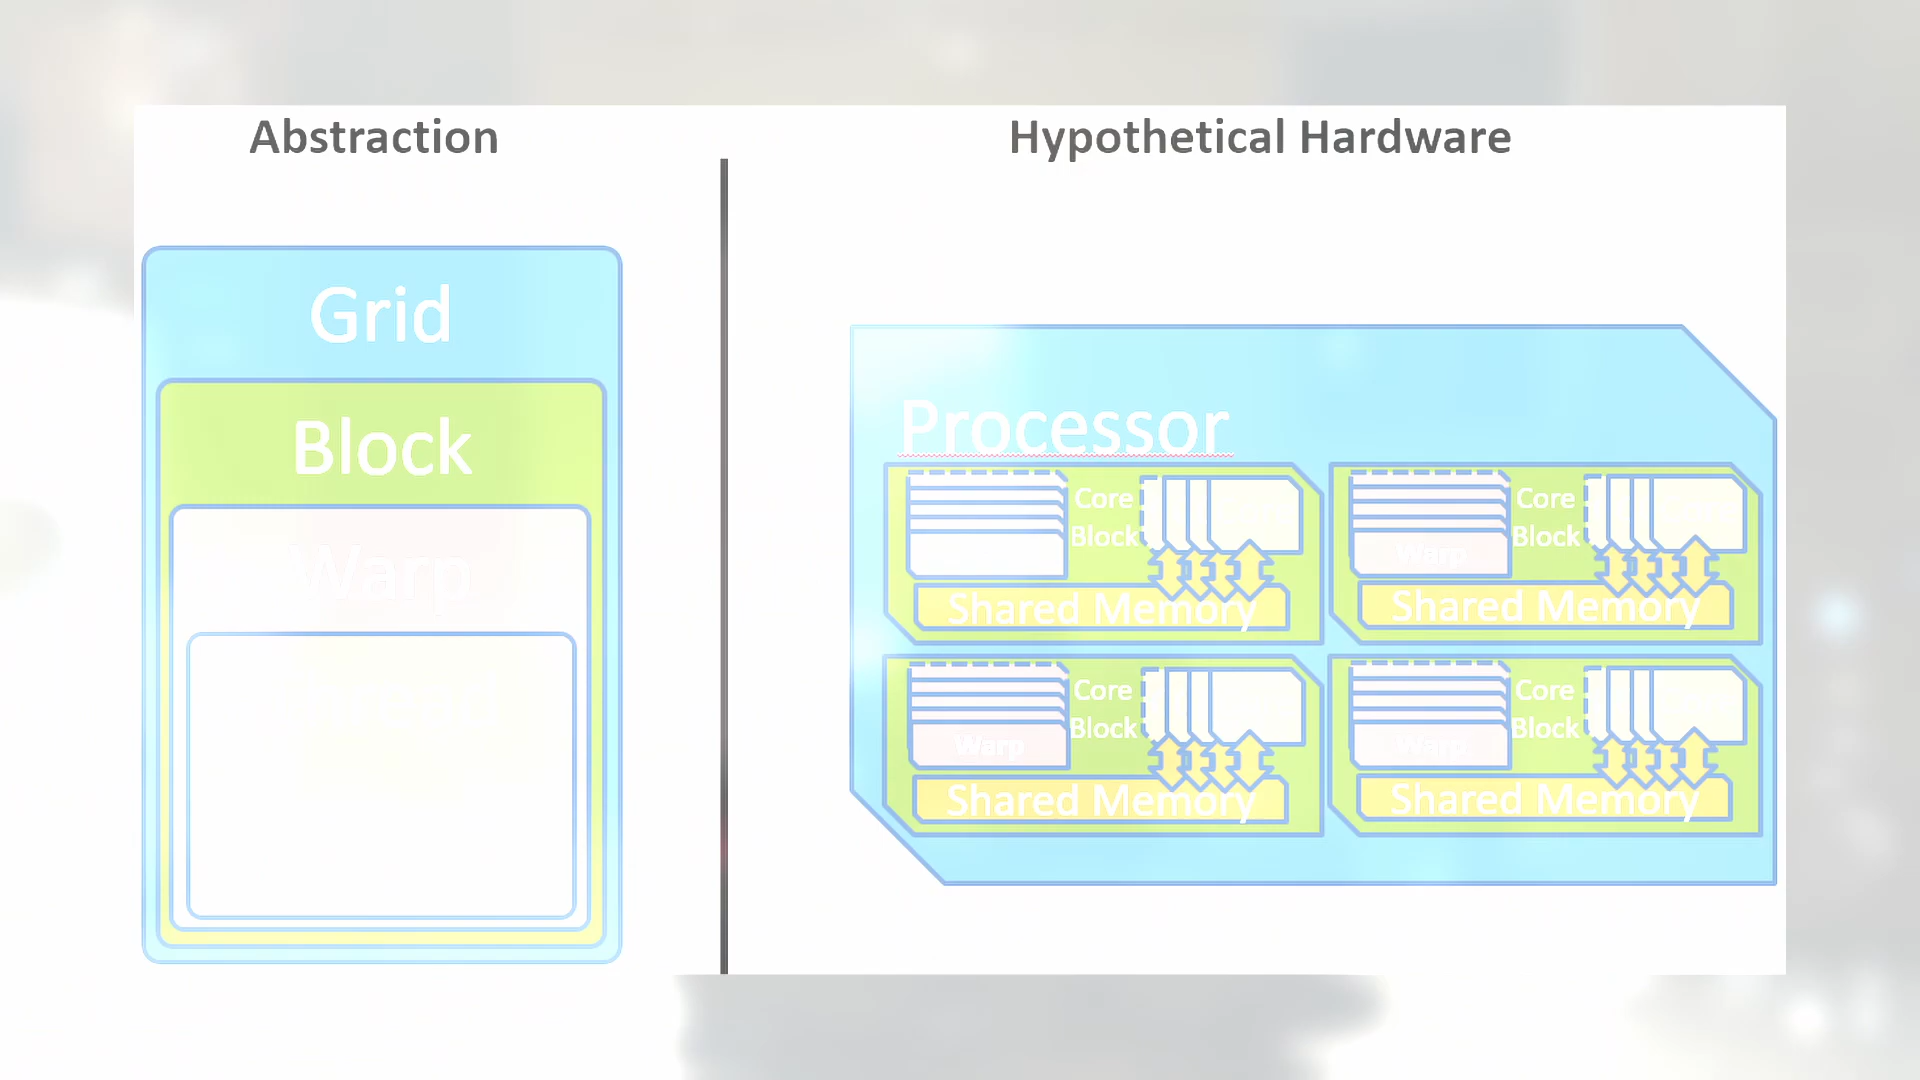 Abstraction
Hypothetical Hardware
Grid
Block
Warp
Processor
Core
Block
Shared Memory
Warp
Core
Block
Shared Memory
Warp
Core
Block
Shared Memory
Warp
Core
Block
Shared Memory